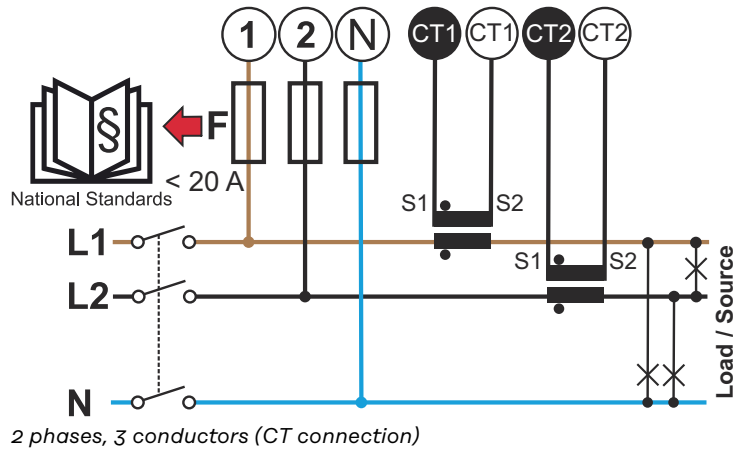 1 2 N CT1 CT1 CT2 CT2
§
F
< 20 A
National Standards
S1 S2
L1
S1 S2
L2
Load / Source
N
2 phases, 3 conductors (CT connection)